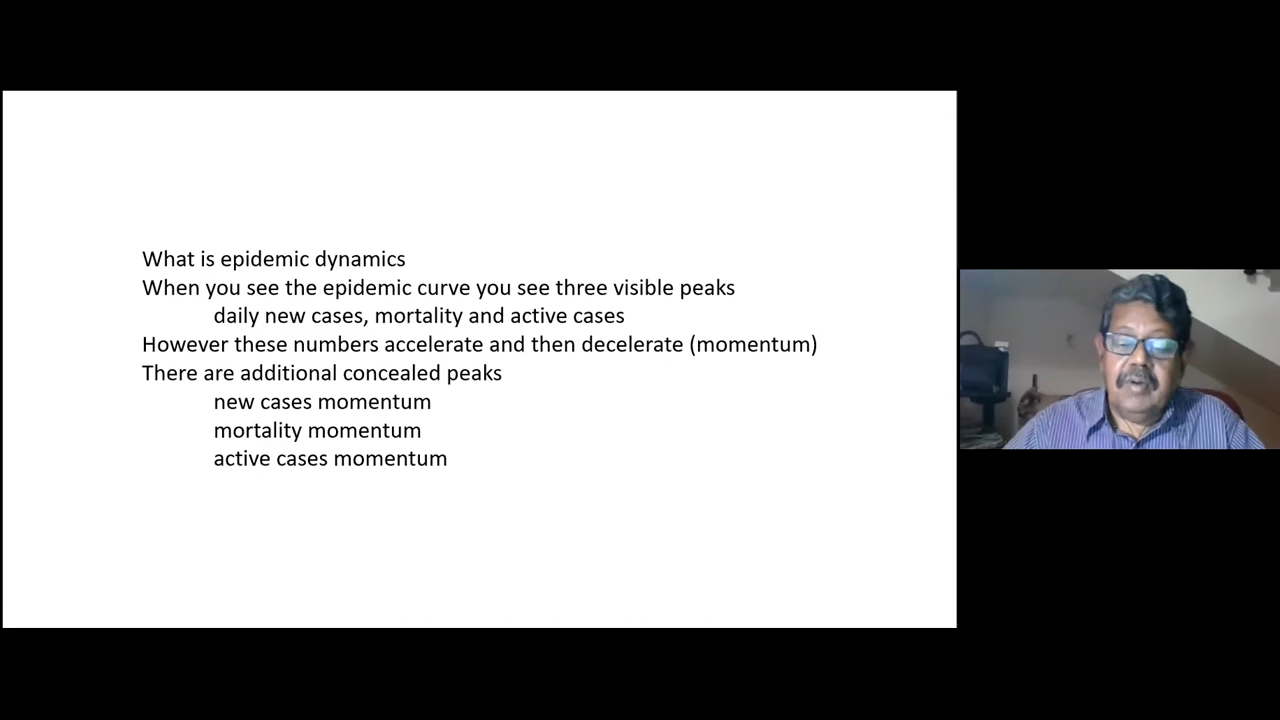 What is epidemic dynamics
When you see the epidemic curve you see three visible peaks
daily new cases, mortality and active cases
However these numbers accelerate and then decelerate (momentum)
There are additional concealed peaks
new cases momentum
mortality momentum
active cases momentum